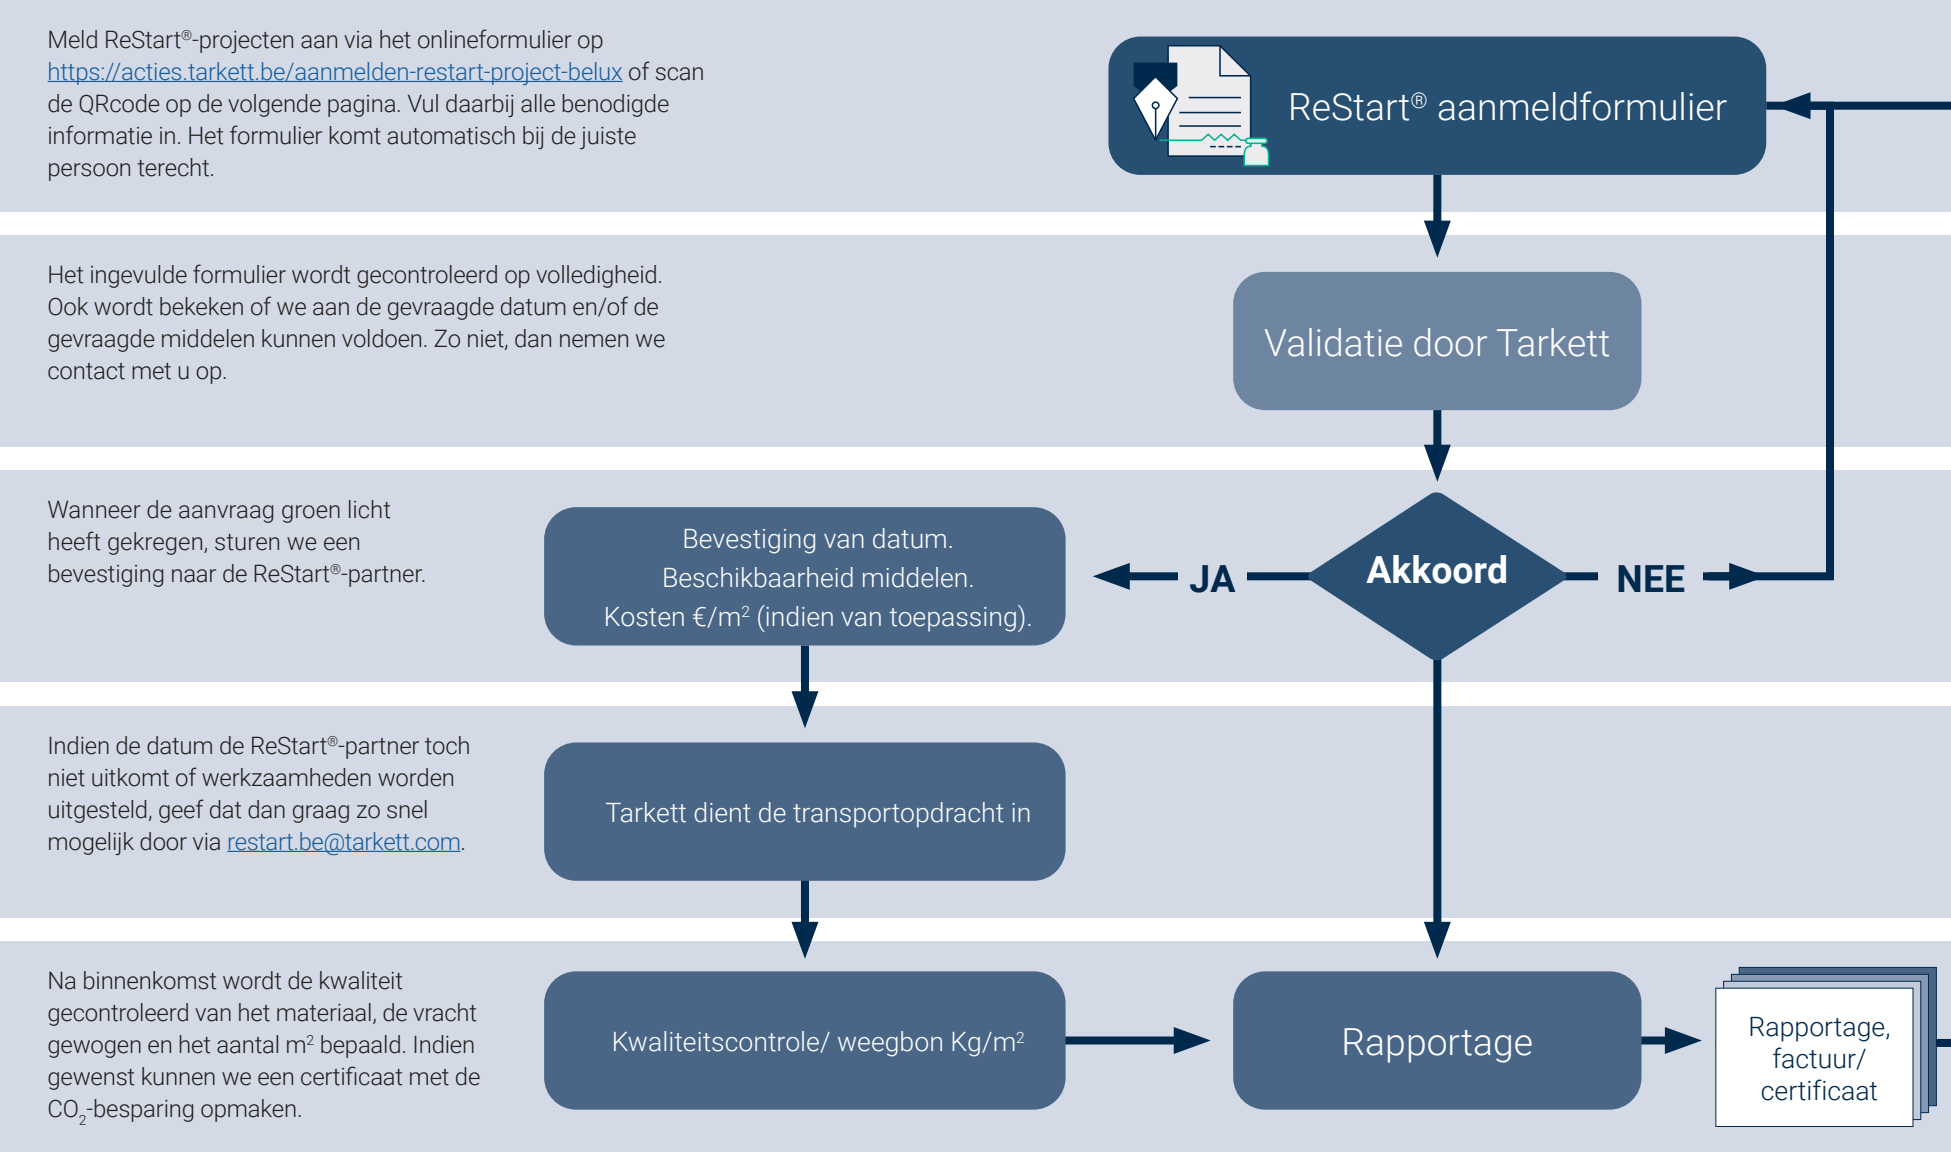 Meld ReStart®-projecten aan via het onlineformulier op
https://acties.tarkett.be/aanmelden-restart-project-belux of scan
de QRcode op de volgende pagina. Vul daarbij alle benodigde
informatie in. Het formulier komt automatisch bij de juiste
persoon terecht.
ReStart® aanmeldformulier
Het ingevulde formulier wordt gecontroleerd op volledigheid.
Ook wordt bekeken of we aan de gevraagde datum en/of de
gevraagde middelen kunnen voldoen. Zo niet, dan nemen we
contact met u op.
Validatie door Tarkett
Wanneer de aanvraag groen licht
heeft gekregen, sturen we een
bevestiging naar de ReStart®-partner.
Bevestiging van datum.
Beschikbaarheid middelen.
Kosten €/m² (indien van toepassing).
JA
Akkoord
NEE
Indien de datum de ReStart®-partner toch
niet uitkomt of werkzaamheden worden
uitgesteld, geef dat dan graag zo snel
mogelijk door via restart.be@tarkett.com.
Tarkett dient de transportopdracht in
Na binnenkomst wordt de kwaliteit
gecontroleerd van het materiaal, de vracht
gewogen en het aantal m² bepaald. Indien
gewenst kunnen we een certificaat met de
CO₂-besparing opmaken.
Kwaliteitscontrole/ weegbon Kg/m²
Rapportage
Rapportage,
factuur/
certificaat